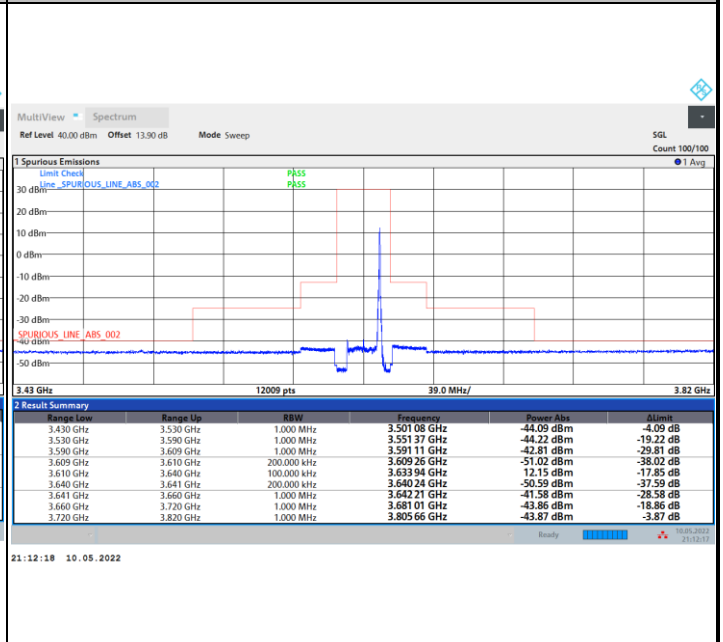 MultiView Spectrum
Ref Level 40.00 dBm Offset 13.90 dB Mode Sweep SGL
Count 100/100
1 Spurious Emissions 1 Avg
Limit Check PASS
Line _SPURIOUS_LINE_ABS_002 PASS
30 dBm
20 dBm
10 dBm
0 dBm
-10 dBm
-20 dBm
-30 dBm
SPURIOUS_LINE_ABS_002
-40 dBm
-50 dBm
3.43 GHz 12009 pts 39.0 MHz/ 3.82 GHz
2 Result Summary
Range Low Range Up RBW Frequency Power Abs ΔLimit
3.430 GHz 3.530 GHz 1.000 MHz 3.501 08 GHz -44.09 dBm -4.09 dB
3.530 GHz 3.590 GHz 1.000 MHz 3.551 37 GHz -44.22 dBm -19.22 dB
3.590 GHz 3.609 GHz 1.000 MHz 3.591 11 GHz -42.81 dBm -29.81 dB
3.609 GHz 3.610 GHz 200.000 kHz 3.609 26 GHz -51.02 dBm -38.02 dB
3.610 GHz 3.640 GHz 100.000 kHz 3.633 94 GHz 12.15 dBm -17.85 dB
3.640 GHz 3.641 GHz 200.000 kHz 3.640 24 GHz -50.59 dBm -37.59 dB
3.641 GHz 3.660 GHz 1.000 MHz 3.642 21 GHz -41.58 dBm -28.58 dB
3.660 GHz 3.720 GHz 1.000 MHz 3.681 01 GHz -43.86 dBm -18.86 dB
3.720 GHz 3.820 GHz 1.000 MHz 3.805 66 GHz -43.87 dBm -3.87 dB
Ready 10.05.2022
21:12:17
21:12:18 10.05.2022